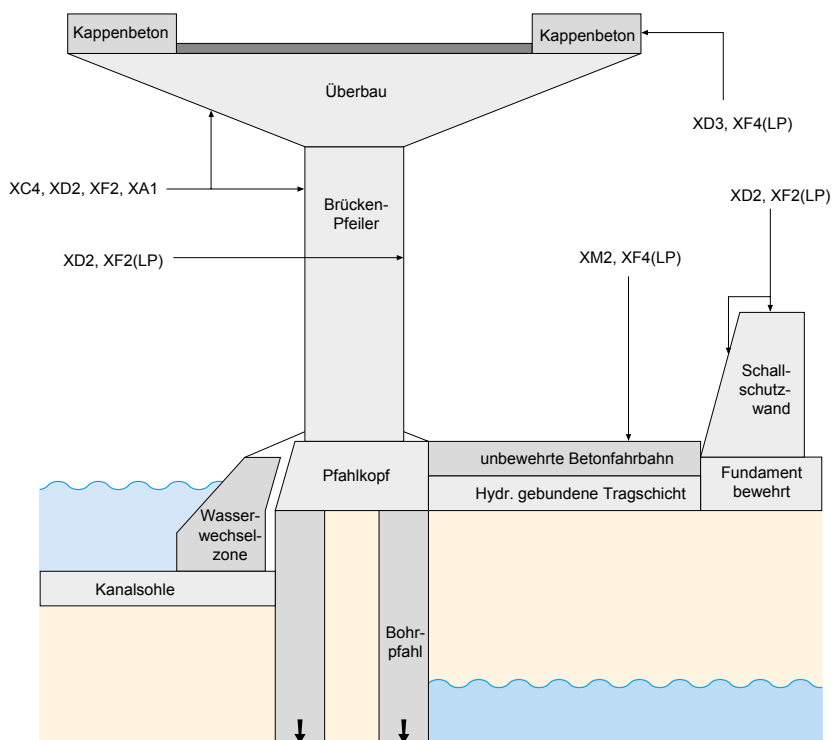 Kappenbeton
Kappenbeton
Überbau
XD3, XF4(LP)
XC4, XD2, XF2, XA1
Brücken-
Pfeiler
XD2, XF2(LP)
XD2, XF2(LP)
XM2, XF4(LP)
Schall-
schutz-
wand
unbewehrte Betonfahrbahn
Pfahlkopf
Hydr. gebundene Tragschicht
Fundament
bewehrt
Wasser-
wechsel-
zone
Kanalsohle
Bohr-
pfahl